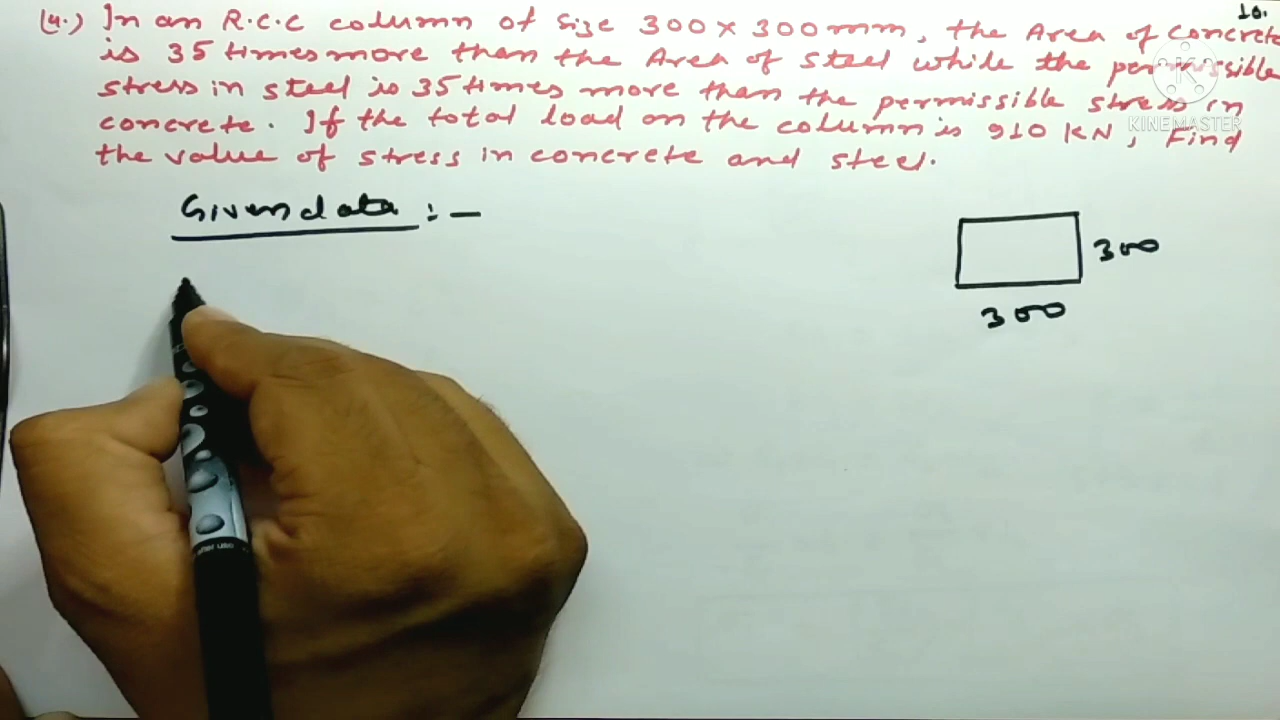 10.
(4.) In an R.C.C column of size 300 × 300mm, the Area of concrete
is 35 times more than the Area of steel while the permissible
stress in steel is 35 times more than the permissible stress in
concrete. If the total load on the column is 910 KN, Find
the value of stress in concrete and steel.
KINEMASTER
Given data :-
300
300
after use